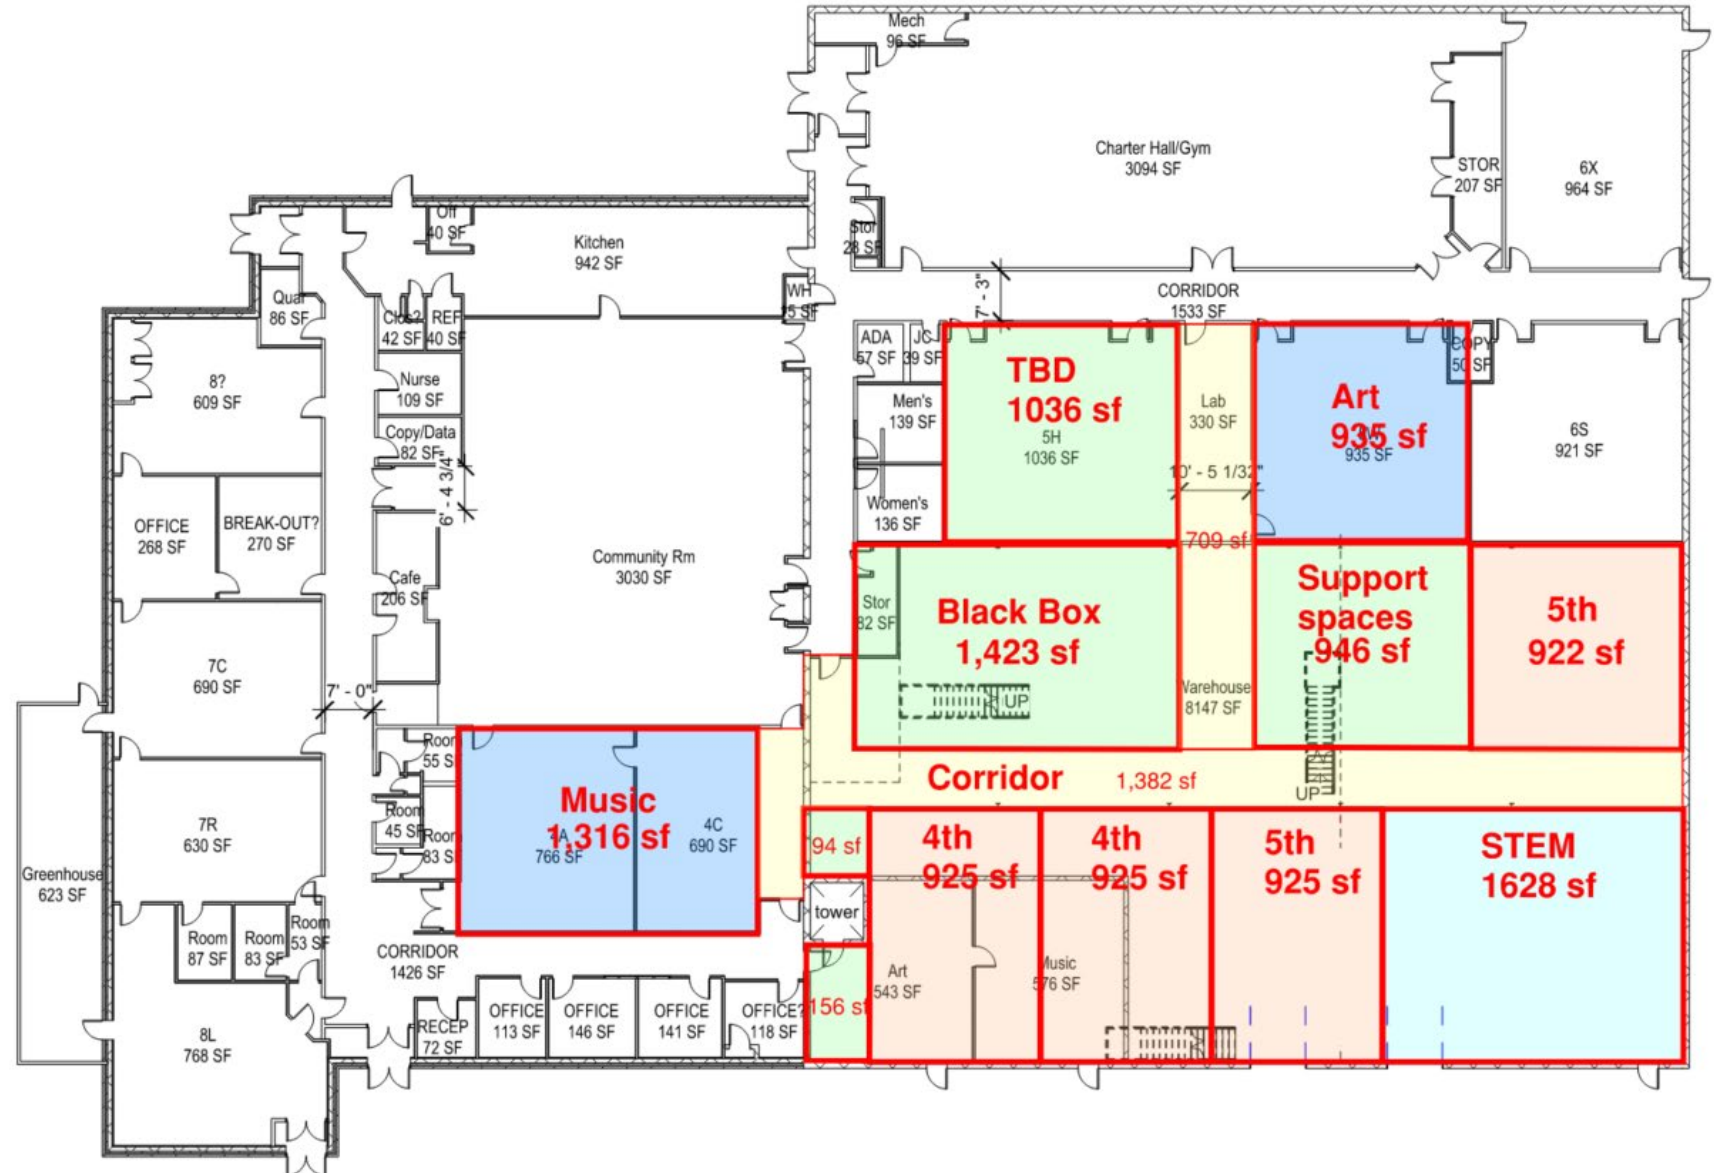 Mech
96 SF
Charter Hall/Gym
3094 SF
STOR
207 SF
6X
964 SF
Off
40 SF
Kitchen
942 SF
Stor
28 SF
WH
25 SF
7' - 3"
CORRIDOR
1533 SF
Quai
86 SF
Clos?
42 SF
REF
40 SF
8?
609 SF
Nurse
109 SF
Copy/Data
82 SF
6' - 4 3/4"
ADA
57 SF
JC
39 SF
Men's
139 SF
Women's
136 SF
TBD
1036 sf
5H
1036 SF
Lab
330 SF
10' - 5 1/32"
Art
935 sf
935 SF
COPY
50 SF
6S
921 SF
OFFICE
268 SF
BREAK-OUT?
270 SF
Cafe
206 SF
Community Rm
3030 SF
709 sf
Stor
82 SF
Black Box
1,423 sf
UP
Warehouse
8147 SF
Support
spaces
946 sf
UP
5th
922 sf
7C
690 SF
7' - 0"
Greenhouse
623 SF
7R
630 SF
Room
55 S
Room
45 SF
Room
83 S
Music
1,316 sf
4A
766 SF
4C
690 SF
Corridor
1,382 sf
94 sf
tower
156 sf
4th
925 sf
4th
925 sf
5th
925 sf
STEM
1628 sf
Art
543 SF
Music
576 SF
Room
87 SF
Room
83 SF
Room
53 SF
CORRIDOR
1426 SF
8L
768 SF
RECEP
72 SF
OFFICE
113 SF
OFFICE
146 SF
OFFICE
141 SF
OFFICE?
118 SF